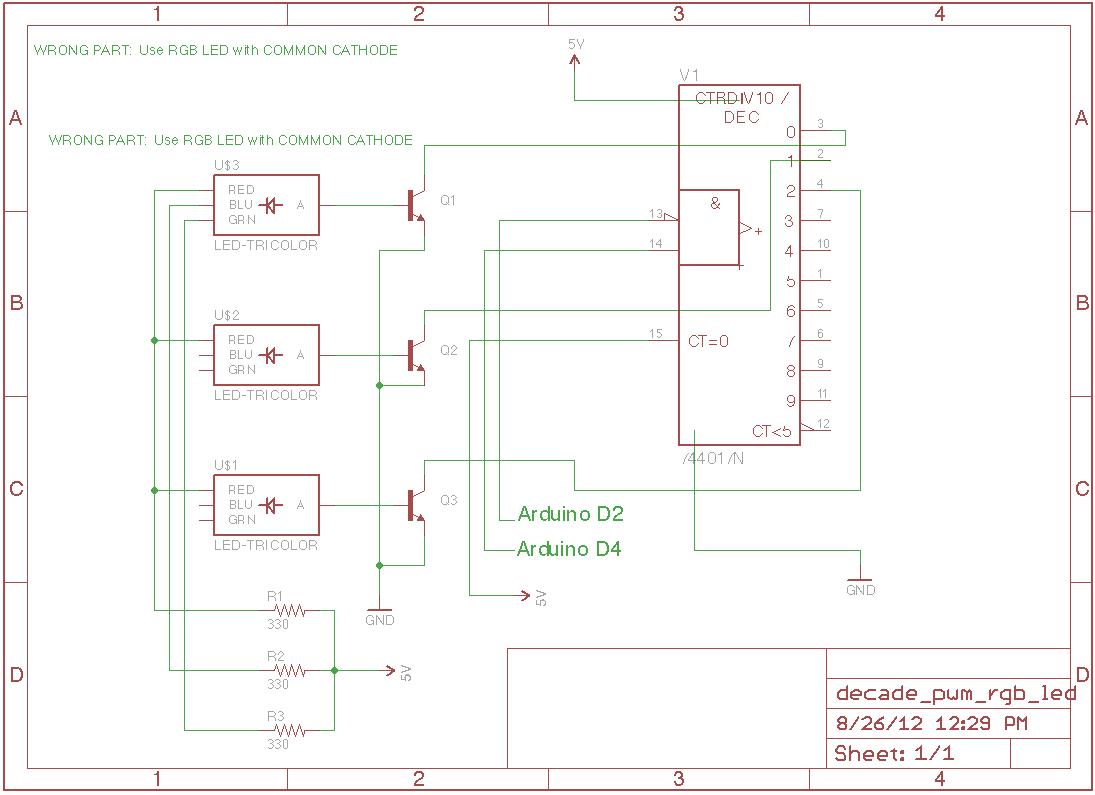 1 2 3 4
WRONG PART: Use RGB LED with COMMON CATHODE
5V
V1
CTRDIV10 /
DEC
A A
WRONG PART: Use RGB LED with COMMON CATHODE
0 3
1 2
U$3
RED
BLU A
GRN
LED-TRICOLOR
Q1
2 4
&
13
3 7
+
14
4 10
5 1
B B
6 5
U$2
RED
BLU A
GRN
LED-TRICOLOR
Q2
15
CT=0
7 6
8 9
9 11
CT<5 12
/4401/N
U$1
RED
BLU A
GRN
LED-TRICOLOR
Q3
C C
Arduino D2
Arduino D4
5V
GND
GND
R1
330
R2
330
5V
R3
330
D D
decade_pwm_rgb_led
8/26/12 12:29 PM
Sheet: 1/1
1 2 3 4